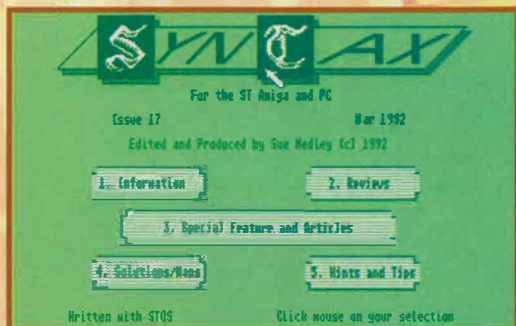 SynTax
For the ST Amiga and PC
Issue 17 Mar 1992
Edited and Produced by Sue Medley (c) 1992
1. Information 2. Reviews
3. Special Feature and Articles
4. Solutions/Maps 5. Hints and Tips
Written with STOS Click mouse on your selection